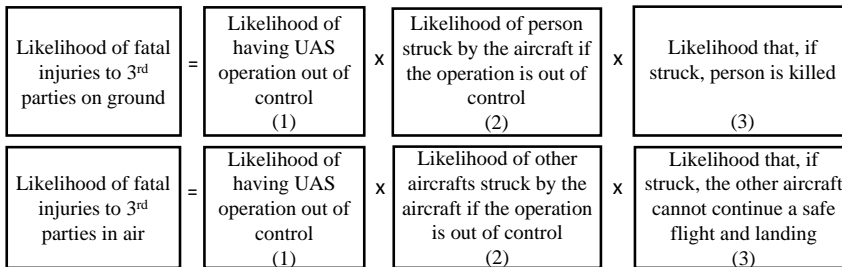 Likelihood of fatal
injuries to 3rd
parties on ground
=
Likelihood of
having UAS
operation out of
control
(1)
x
Likelihood of person
struck by the aircraft if
the operation is out of
control
(2)
x
Likelihood that, if
struck, person is killed
(3)
Likelihood of fatal
injuries to 3rd
parties in air
=
Likelihood of
having UAS
operation out of
control
(1)
x
Likelihood of other
aircrafts struck by the
aircraft if the operation
is out of control
(2)
x
Likelihood that, if
struck, the other aircraft
cannot continue a safe
flight and landing
(3)